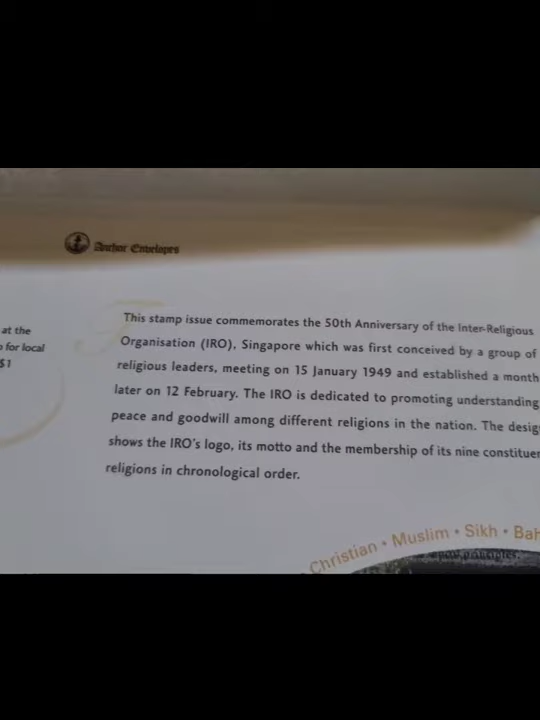 Anchor Envelopes
at the
for local
$1
This stamp issue commemorates the 50th Anniversary of the Inter-Religious
Organisation (IRO), Singapore which was first conceived by a group of
religious leaders, meeting on 15 January 1949 and established a month
later on 12 February. The IRO is dedicated to promoting understanding,
peace and goodwill among different religions in the nation. The desig
shows the IRO's logo, its motto and the membership of its nine constituen
religions in chronological order.
Christian • Muslim • Sikh • Bah